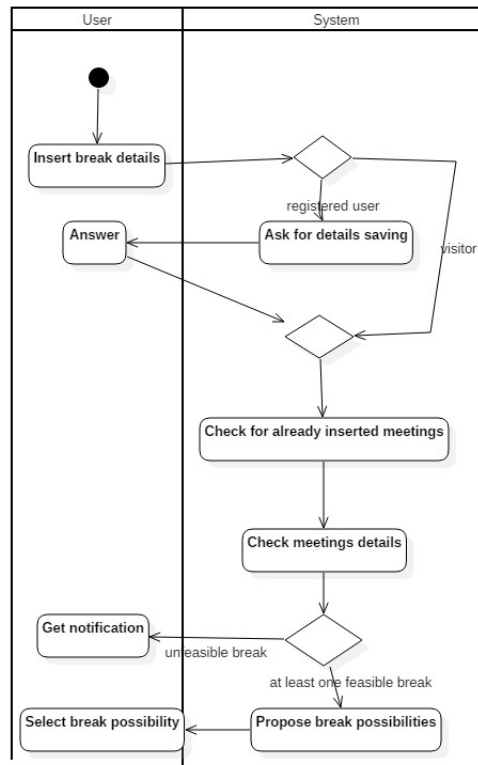 User
System
Insert break details
registered user
Answer
Ask for details saving
visitor
Check for already inserted meetings
Check meetings details
Get notification
unfeasible break
at least one feasible break
Select break possibility
Propose break possibilities